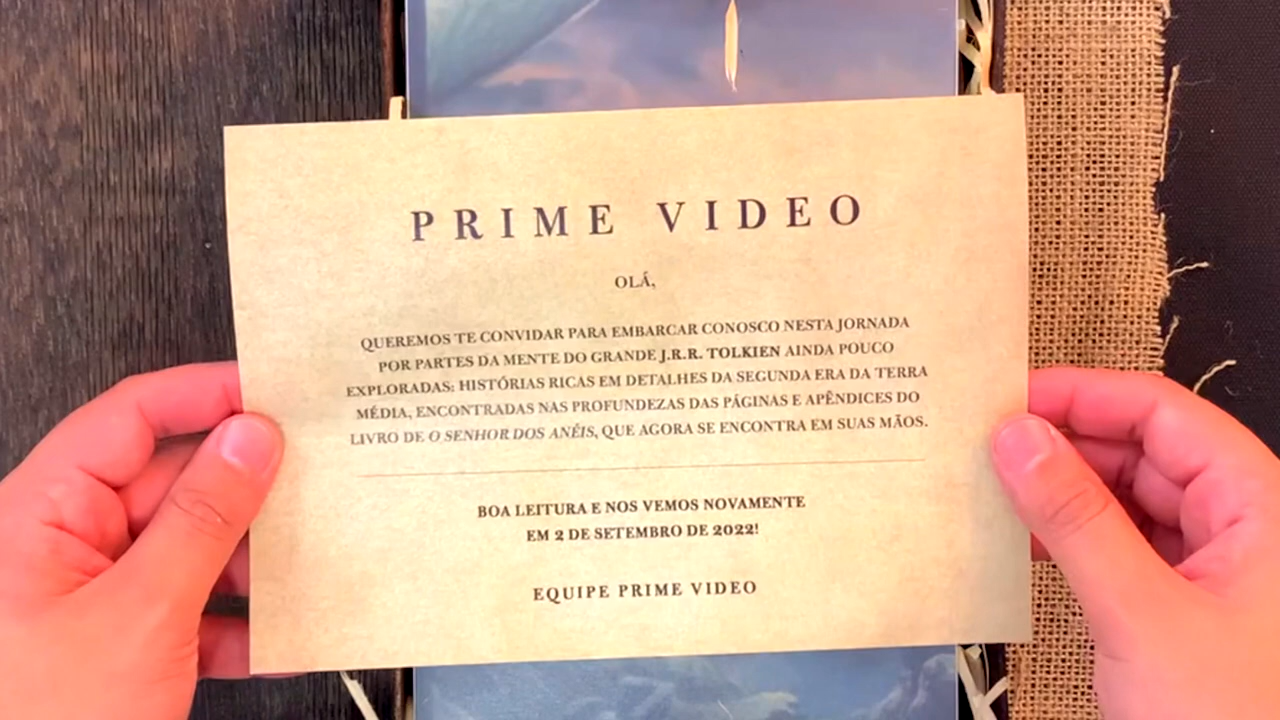 PRIME VIDEO
OLÁ,
QUEREMOS TE CONVIDAR PARA EMBARCAR CONOSCO NESTA JORNADA
POR PARTES DA MENTE DO GRANDE J.R.R. TOLKIEN AINDA POUCO
EXPLORADAS: HISTÓRIAS RICAS EM DETALHES DA SEGUNDA ERA DA TERRA
MÉDIA, ENCONTRADAS NAS PROFUNDEZAS DAS PÁGINAS E APÊNDICES DO
LIVRO DE O SENHOR DOS ANÉIS, QUE AGORA SE ENCONTRA EM SUAS MÃOS.
BOA LEITURA E NOS VEMOS NOVAMENTE
EM 2 DE SETEMBRO DE 2022!
EQUIPE PRIME VIDEO